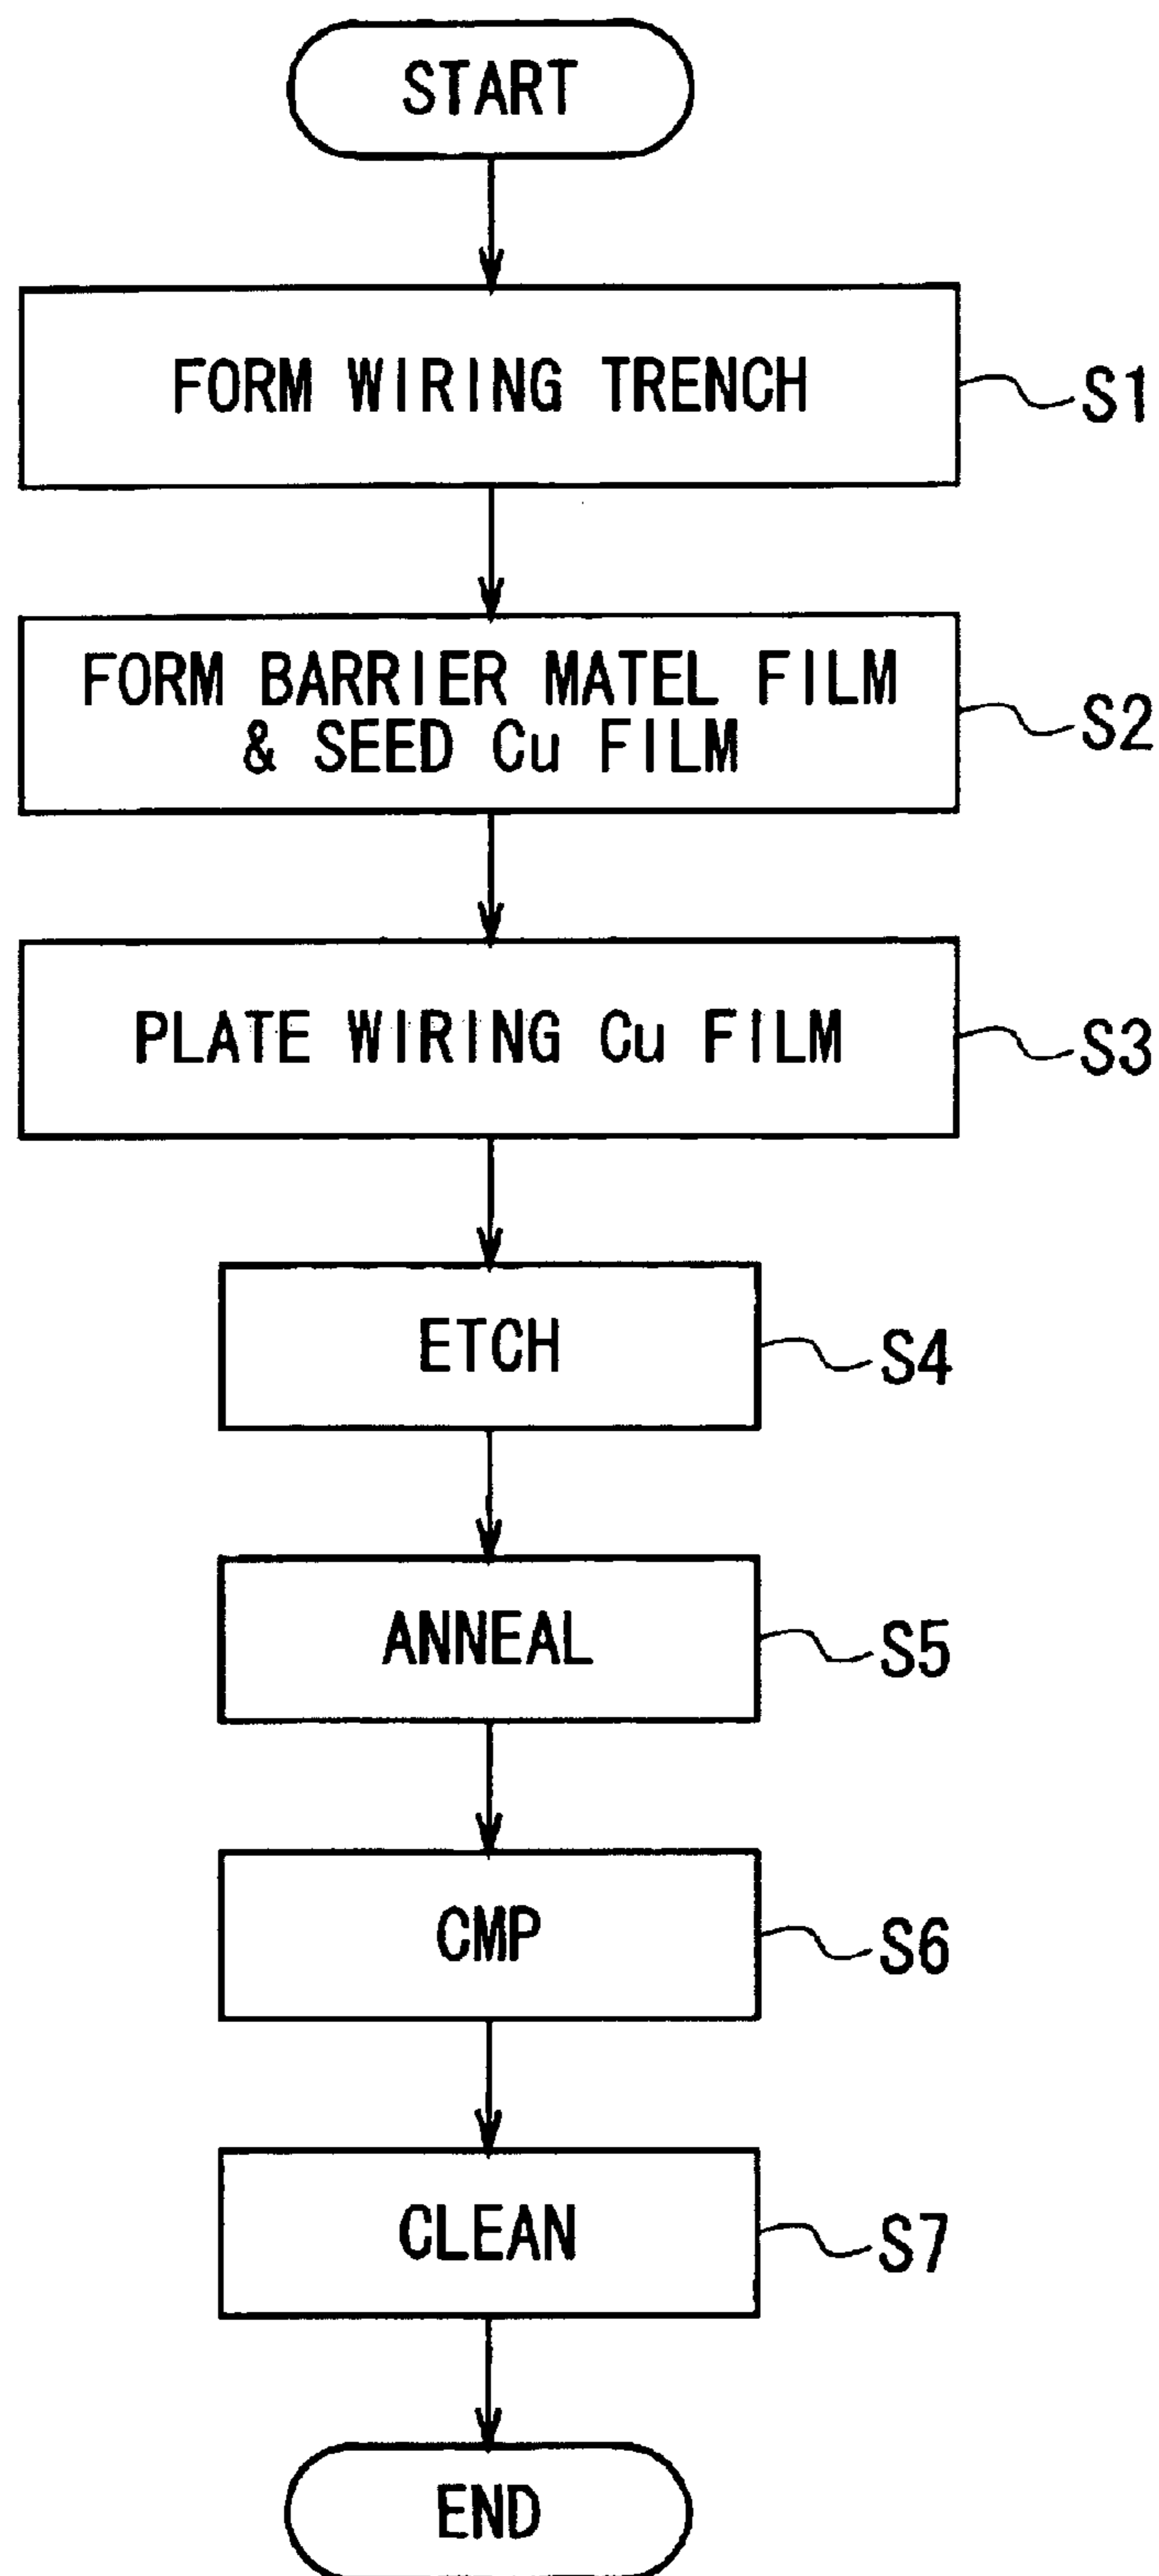 START
FORM WIRING TRENCH
S1
FORM BARRIER MATEL FILM
& SEED Cu FILM
S2
PLATE WIRING Cu FILM
S3
ETCH
S4
ANNEAL
S5
CMP
S6
CLEAN
S7
END